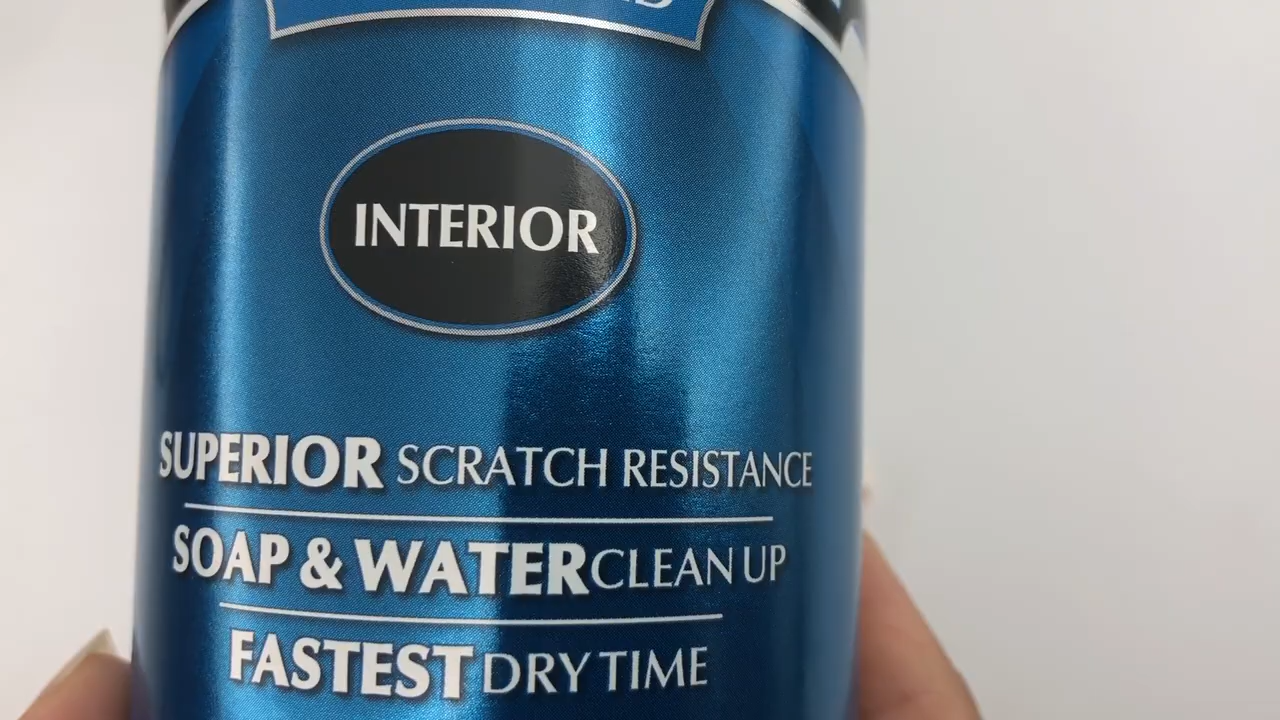 INTERIOR
SUPERIOR SCRATCH RESISTANCE
SOAP & WATER CLEAN UP
FASTEST DRY TIME